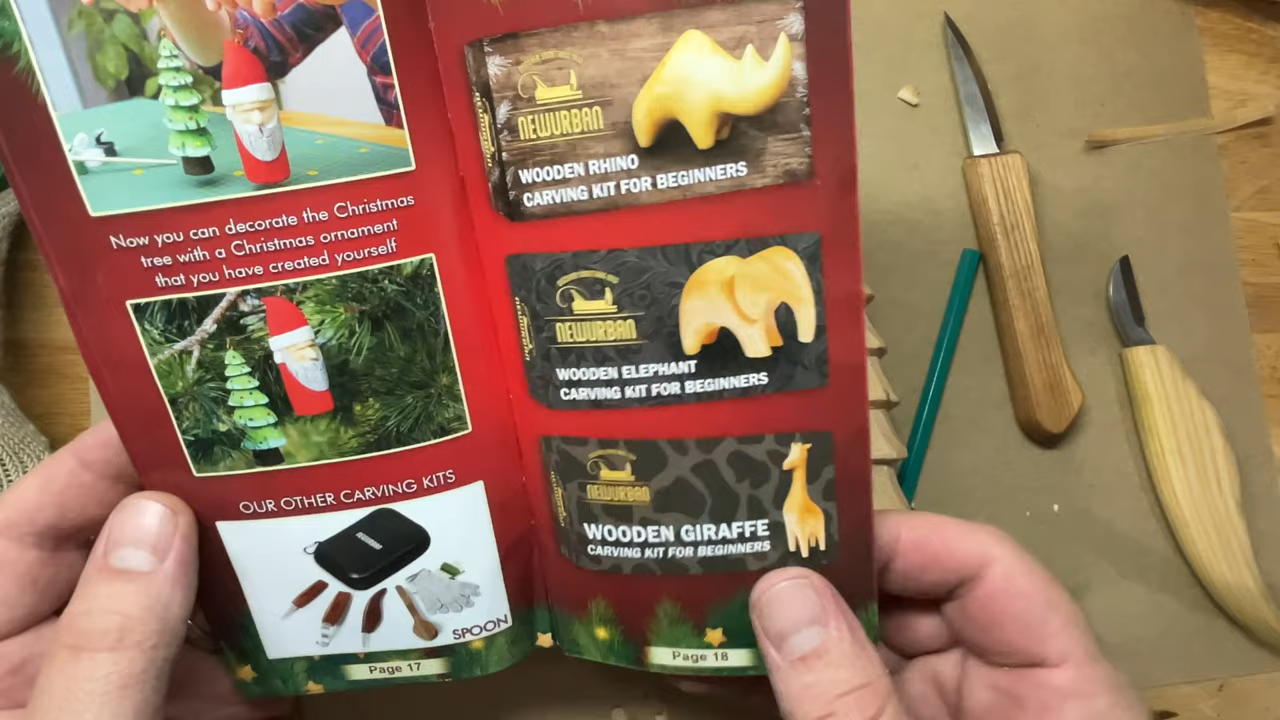 Now you can decorate the Christmas
tree with a Christmas ornament
that you have created yourself
OUR OTHER CARVING KITS
NEWURBAN
SPOON
Page 17
NEWURBAN
WOODEN RHINO
CARVING KIT FOR BEGINNERS
NEWURBAN
WOODEN ELEPHANT
CARVING KIT FOR BEGINNERS
NEWURBAN
WOODEN GIRAFFE
CARVING KIT FOR BEGINNERS
Page 18